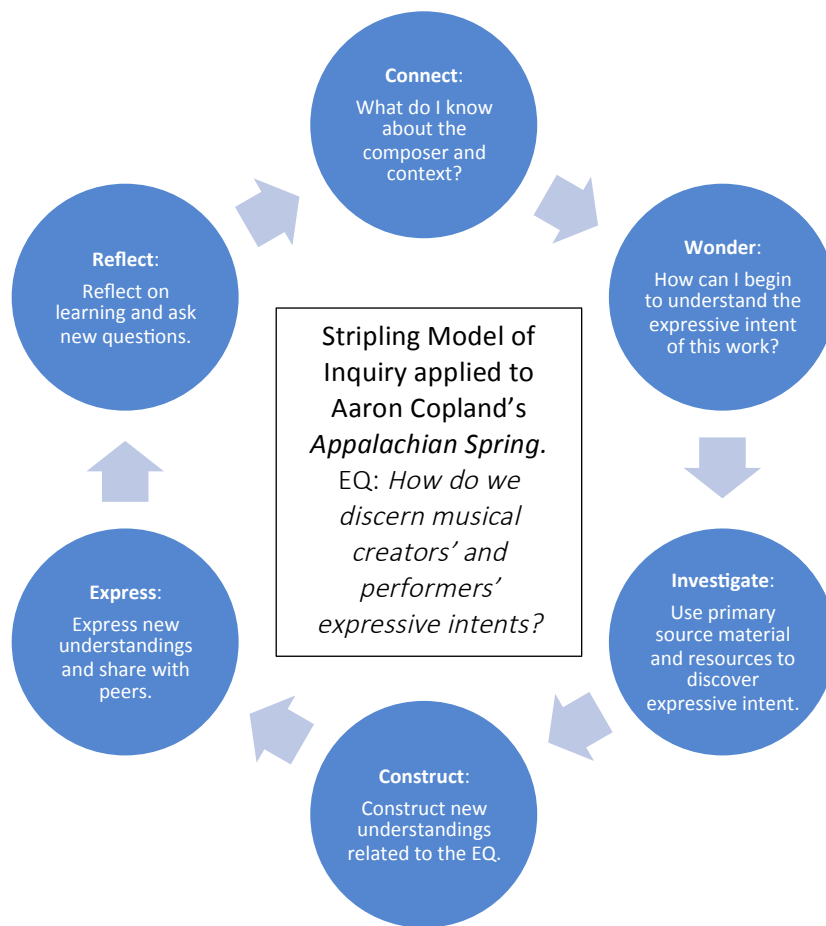 Connect:
What do I know
about the
composer and
context?
Wonder:
How can I begin
to understand the
expressive intent
of this work?
Investigate:
Use primary
source material
and resources to
discover
expressive intent.
Construct:
Construct new
understandings
related to the EQ.
Express:
Express new
understandings
and share with
peers.
Reflect:
Reflect on
learning and ask
new questions.
Stripling Model of
Inquiry applied to
Aaron Copland’s
Appalachian Spring.
EQ: How do we
discern musical
creators’ and
performers’
expressive intents?